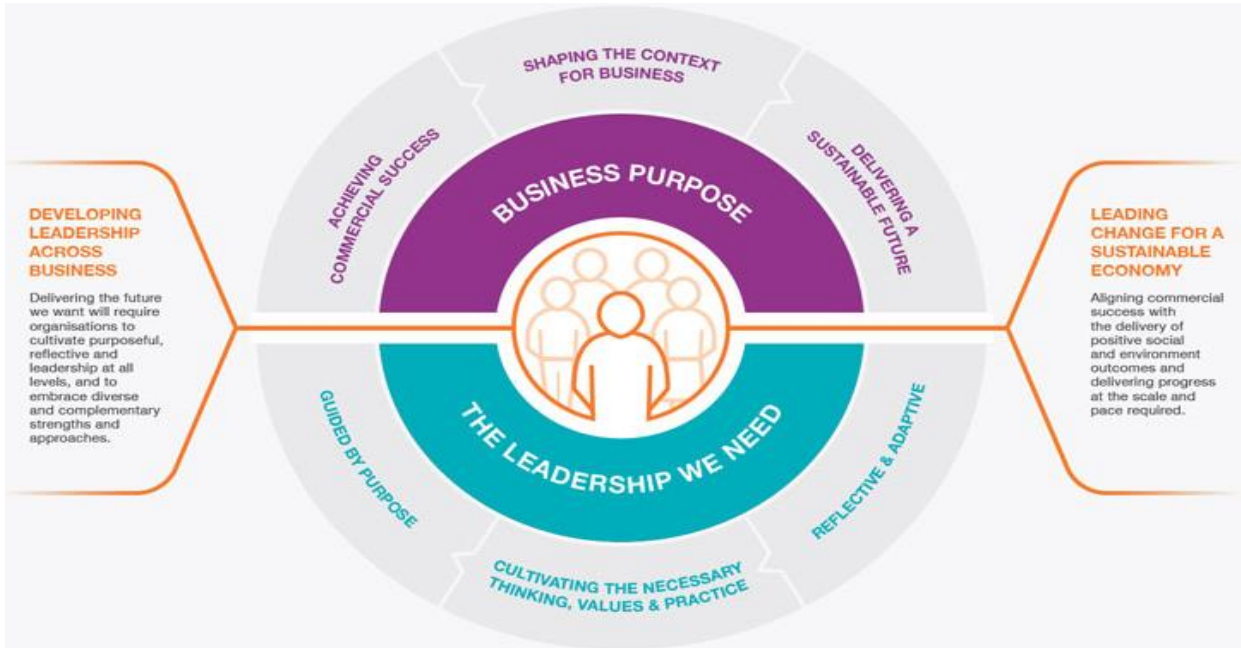 SHAPING THE CONTEXT
FOR BUSINESS
ACHIEVING
COMMERCIAL SUCCESS
DELIVERING A
SUSTAINABLE FUTURE
BUSINESS PURPOSE
DEVELOPING
LEADERSHIP
ACROSS
BUSINESS
Delivering the future
we want will require
organisations to
cultivate purposeful,
reflective and
leadership at all
levels, and to
embrace diverse
and complementary
strengths and
approaches.
LEADING
CHANGE FOR A
SUSTAINABLE
ECONOMY
Aligning commercial
success with
the delivery of
positive social
and environment
outcomes and
delivering progress
at the scale and
pace required.
THE LEADERSHIP WE NEED
GUIDED BY PURPOSE
CULTIVATING THE NECESSARY
THINKING, VALUES & PRACTICE
REFLECTIVE & ADAPTIVE